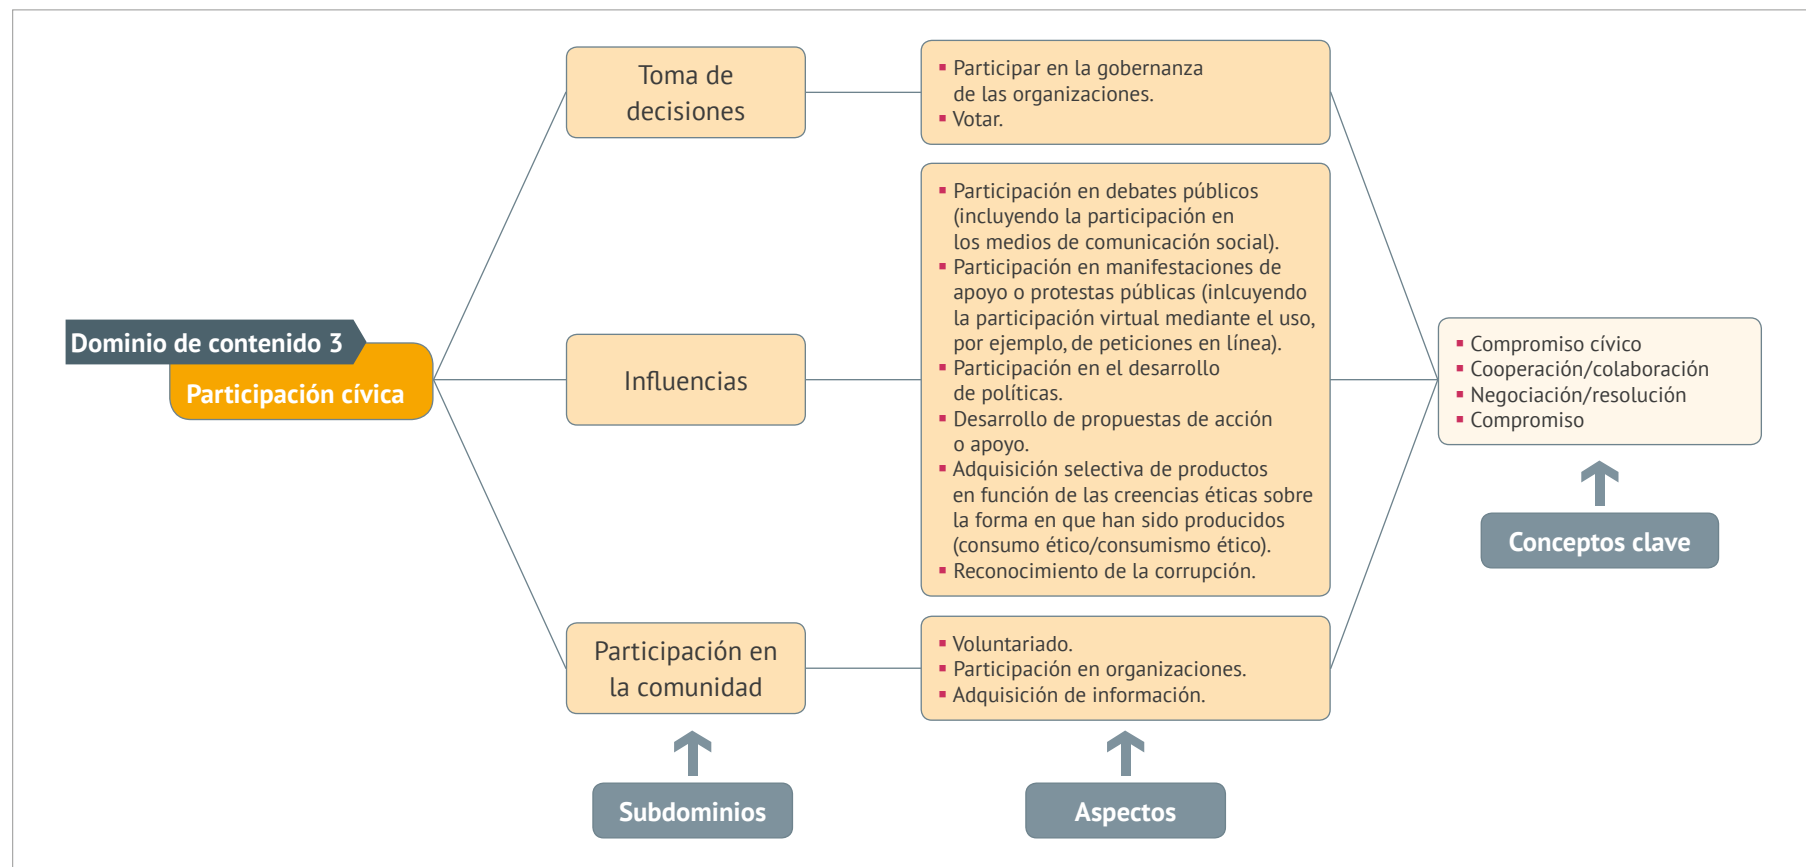 Dominio de contenido 3
Participación cívica
Toma de
decisiones
▪ Participar en la gobernanza
de las organizaciones.
▪ Votar.
Influencias
▪ Participación en debates públicos
(incluyendo la participación en
los medios de comunicación social).
▪ Participación en manifestaciones de
apoyo o protestas públicas (inlcuyendo
la participación virtual mediante el uso,
por ejemplo, de peticiones en línea).
▪ Participación en el desarrollo
de políticas.
▪ Desarrollo de propuestas de acción
o apoyo.
▪ Adquisición selectiva de productos
en función de las creencias éticas sobre
la forma en que han sido producidos
(consumo ético/consumismo ético).
▪ Reconocimiento de la corrupción.
Participación en
la comunidad
▪ Voluntariado.
▪ Participación en organizaciones.
▪ Adquisición de información.
▪ Compromiso cívico
▪ Cooperación/colaboración
▪ Negociación/resolución
▪ Compromiso
Conceptos clave
Subdominios
Aspectos